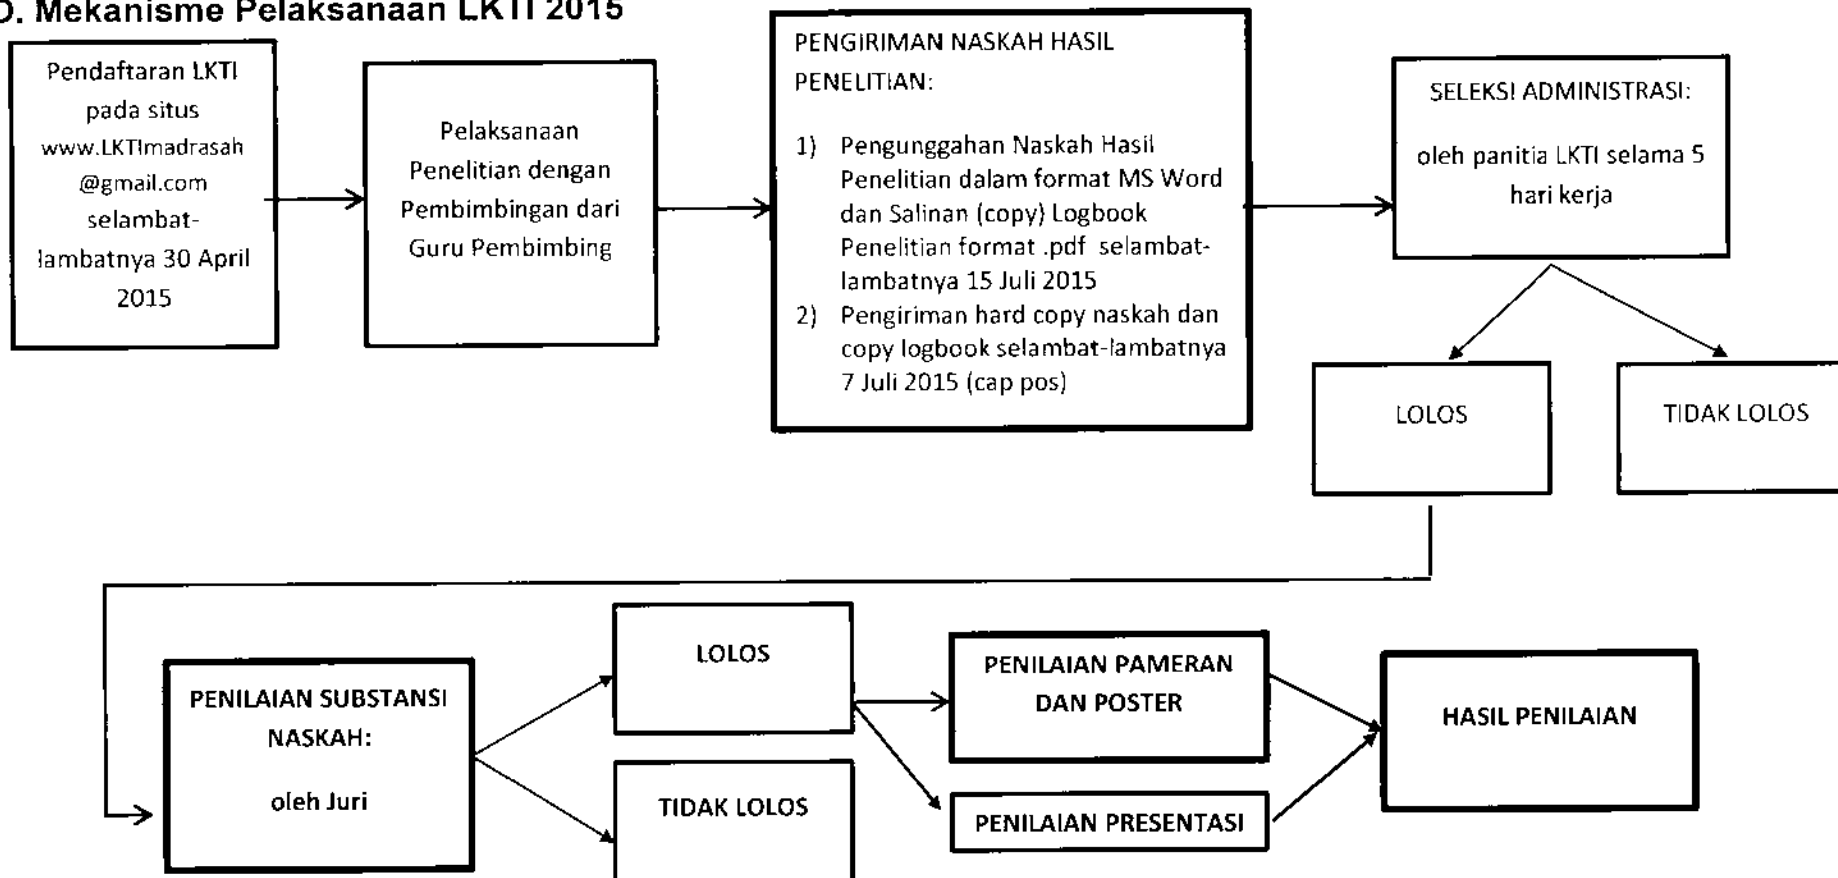 D. Mekanisme Pelaksanaan LKTI 2015
Pendaftaran LKTI
pada situs
www.LKTImadrasah
@gmail.com
selambat-
lambatnya 30 April
2015
Pelaksanaan
Penelitian dengan
Pembimbingan dari
Guru Pembimbing
PENGIRIMAN NASKAH HASIL
PENELITIAN:
1) Pengunggahan Naskah Hasil
Penelitian dalam format MS Word
dan Salinan (copy) Logbook
Penelitian format .pdf selambat-
lambatnya 15 Juli 2015
2) Pengiriman hard copy naskah dan
copy logbook selambat-lambatnya
7 Juli 2015 (cap pos)
SELEKSI ADMINISTRASI:
oleh panitia LKTI selama 5
hari kerja
LOLOS
TIDAK LOLOS
PENILAIAN SUBSTANSI
NASKAH:
oleh Juri
LOLOS
TIDAK LOLOS
PENILAIAN PAMERAN
DAN POSTER
PENILAIAN PRESENTASI
HASIL PENILAIAN